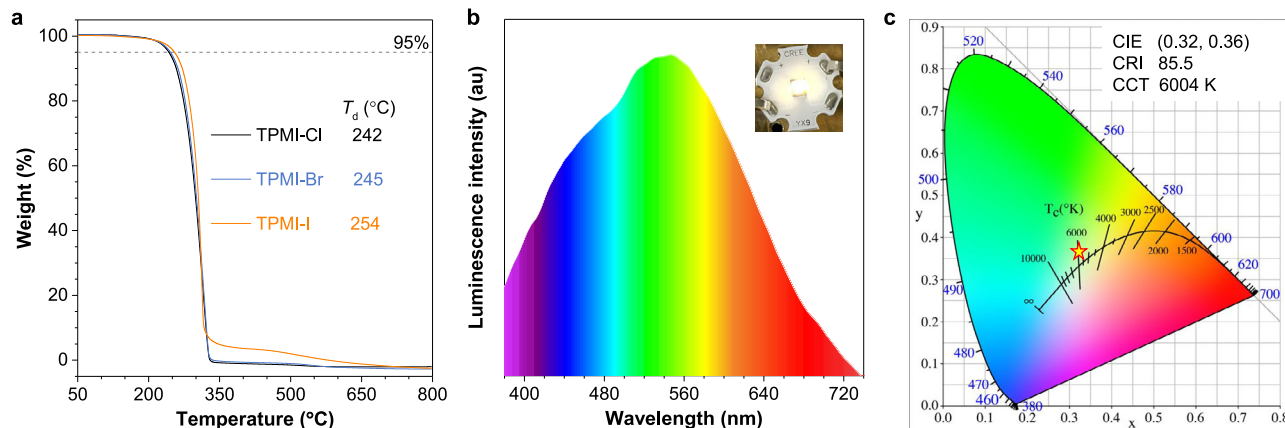 a
Weight (%)
100
80
60
40
20
0
95%
T_d (°C)
TPMI-Cl 242
TPMI-Br 245
TPMI-I 254
50 200 350 500 650 800
Temperature (°C)
b
Luminescence intensity (au)
CREE
YX9
400 480 560 640 720
Wavelength (nm)
c
CIE (0.32, 0.36)
CRI 85.5
CCT 6004 K
0.9
0.8
0.7
0.6
0.5
y
0.4
0.3
0.2
0.1
0.0
520
540
560
500
580
T_c(°K)
4000 3000 2500
6000
600
2000 1500
10000
620
490
∞
700
480
470
460
380
0.0 0.1 0.2 0.3 0.4 0.5 0.6 0.7 0.8
x